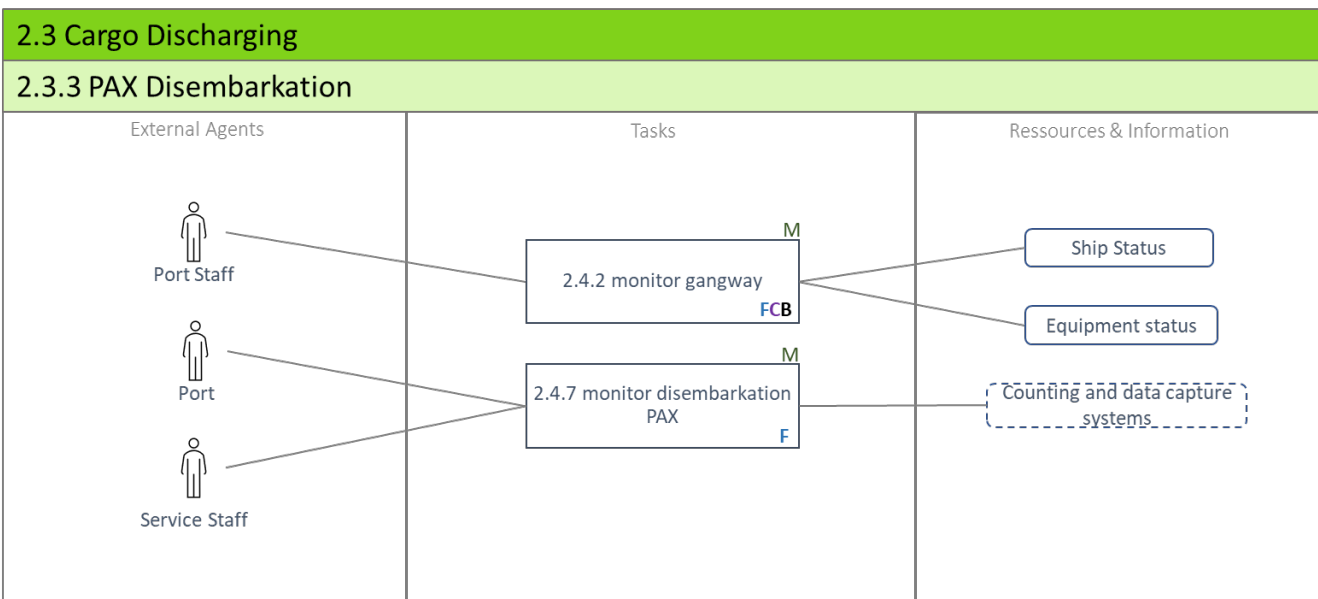 2.3 Cargo Discharging
2.3.3 PAX Disembarkation
External Agents
Tasks
Ressources & Information
Port Staff
M
2.4.2 monitor gangway
FCB
Ship Status
Equipment status
Port
M
2.4.7 monitor disembarkation
PAX
F
Counting and data capture
systems
Service Staff